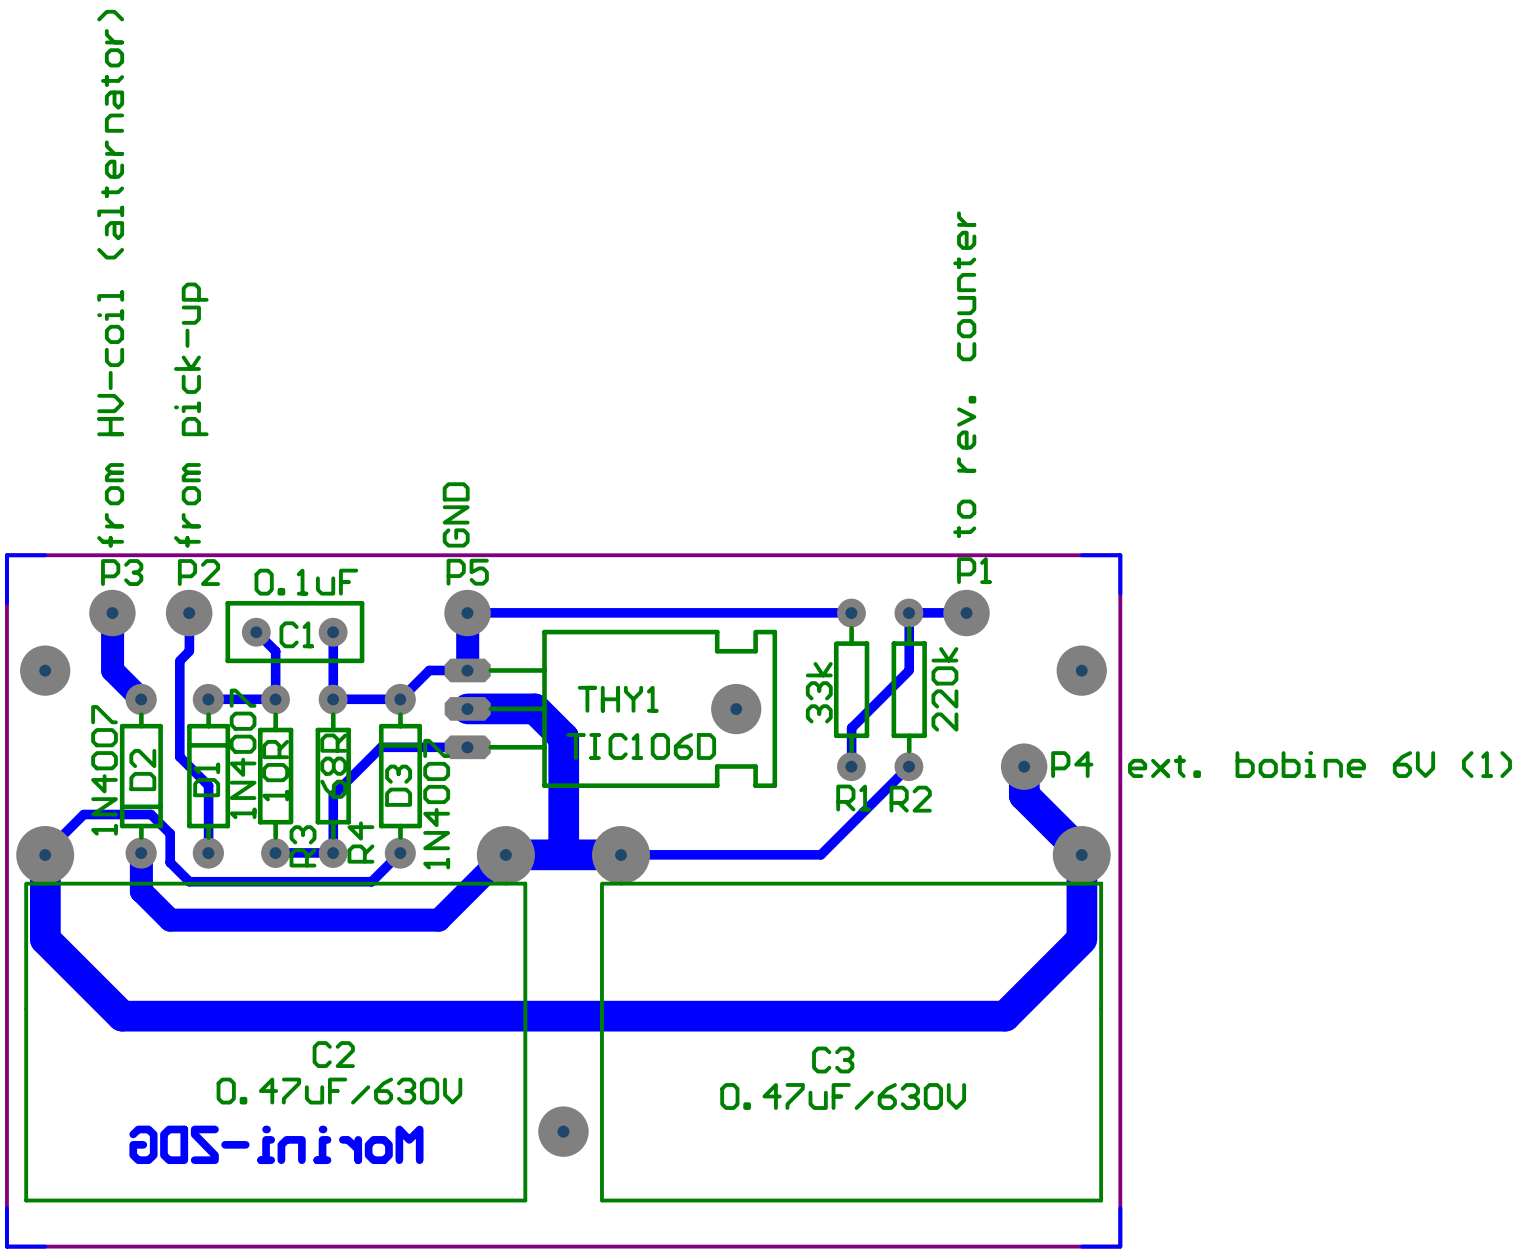 from HV-coil (alternator)
from pick-up
GND
to rev. counter
P3
P2
0.1uF
P5
P1
C1
THY1
TIC106D
33k
220k
1N4007
D2
D1
1N4007
10R
68R
D3
1N4007
R3
R4
R1
R2
P4
ext. bobine 6V (1)
C2
0.47uF/630V
C3
0.47uF/630V
Morini-ZDG